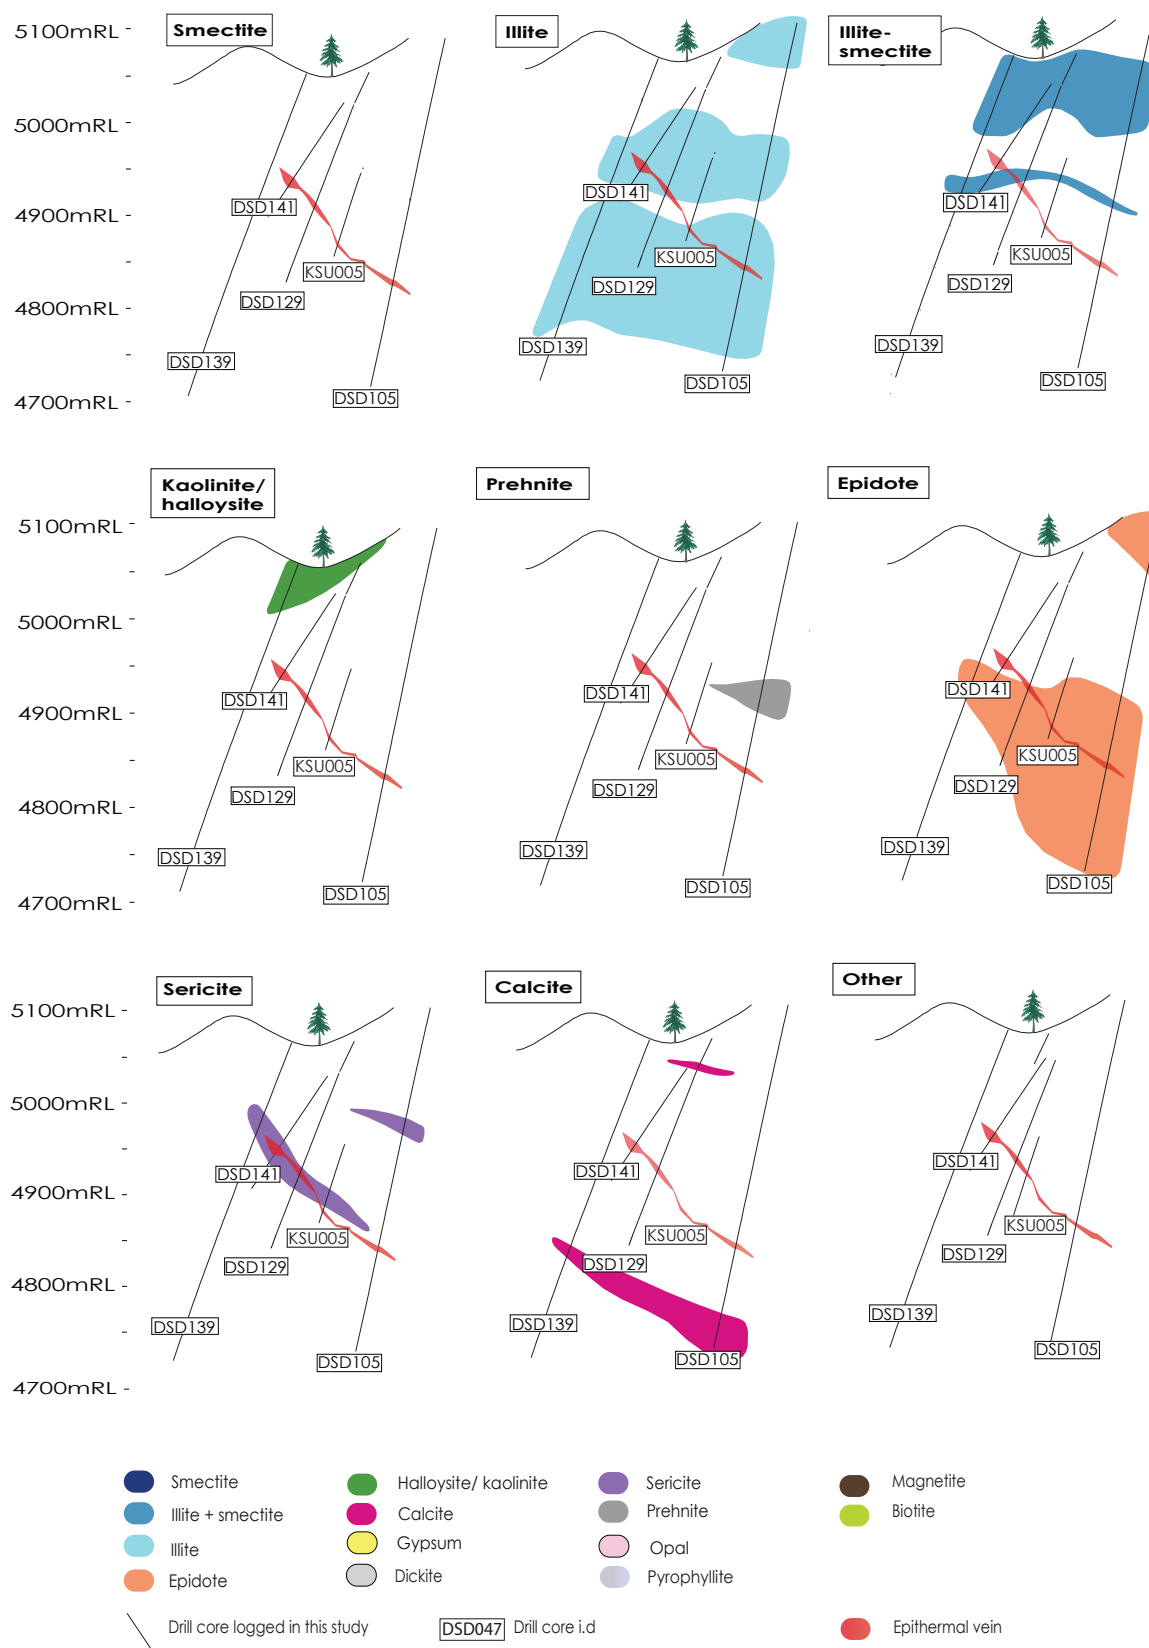 5100mRL
Smectite
Illite
Illite-
smectite
5000mRL
4900mRL
4800mRL
4700mRL
DSD141
KSU005
DSD129
DSD139
DSD105
DSD141
KSU005
DSD129
DSD139
DSD105
DSD141
KSU005
DSD129
DSD139
DSD105
Kaolinite/
halloysite
Prehnite
Epidote
5100mRL
5000mRL
4900mRL
4800mRL
4700mRL
DSD141
KSU005
DSD129
DSD139
DSD105
DSD141
KSU005
DSD129
DSD139
DSD105
DSD141
KSU005
DSD129
DSD139
DSD105
Sericite
Calcite
Other
5100mRL
5000mRL
4900mRL
4800mRL
4700mRL
DSD141
KSU005
DSD129
DSD139
DSD105
DSD141
KSU005
DSD129
DSD139
DSD105
DSD141
KSU005
DSD129
DSD139
DSD105
Smectite
Illite + smectite
Illite
Epidote
Halloysite/ kaolinite
Calcite
Gypsum
Dickite
Sericite
Prehnite
Opal
Pyrophyllite
Magnetite
Biotite
Drill core logged in this study
DSD047 Drill core i.d
Epithermal vein